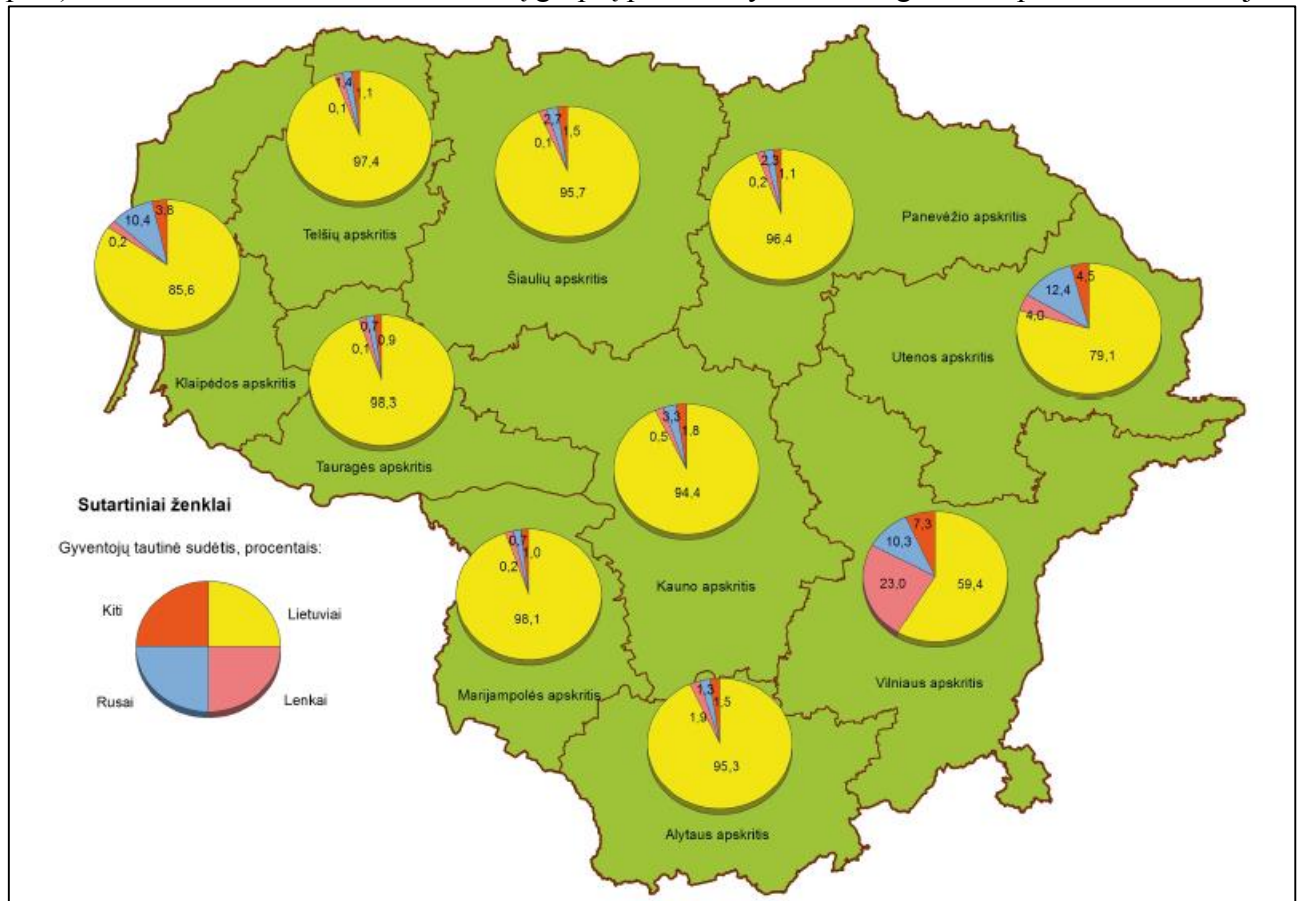 1,4
1,1
0,1
97,4
Telšių apskritis
2,7
1,5
0,1
95,7
Šiaulių apskritis
2,3
1,1
0,2
96,4
Panevėžio apskritis
10,4
3,8
0,2
85,6
Klaipėdos apskritis
4,5
12,4
4,0
79,1
Utenos apskritis
0,7
0,9
0,1
98,3
Tauragės apskritis
3,3
1,8
0,5
94,4
Kauno apskritis
0,7
1,0
0,2
98,1
Marijampolės apskritis
7,3
10,3
23,0
59,4
Vilniaus apskritis
1,3
1,5
1,9
95,3
Alytaus apskritis
Sutartiniai ženklai
Gyventojų tautinė sudėtis, procentais:
Kiti
Lietuviai
Rusai
Lenkai